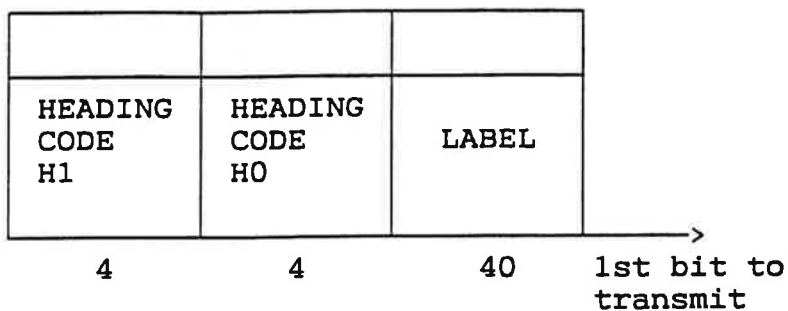 HEADING
CODE
H1
HEADING
CODE
H0
LABEL
4
4
40
1st bit to
transmit